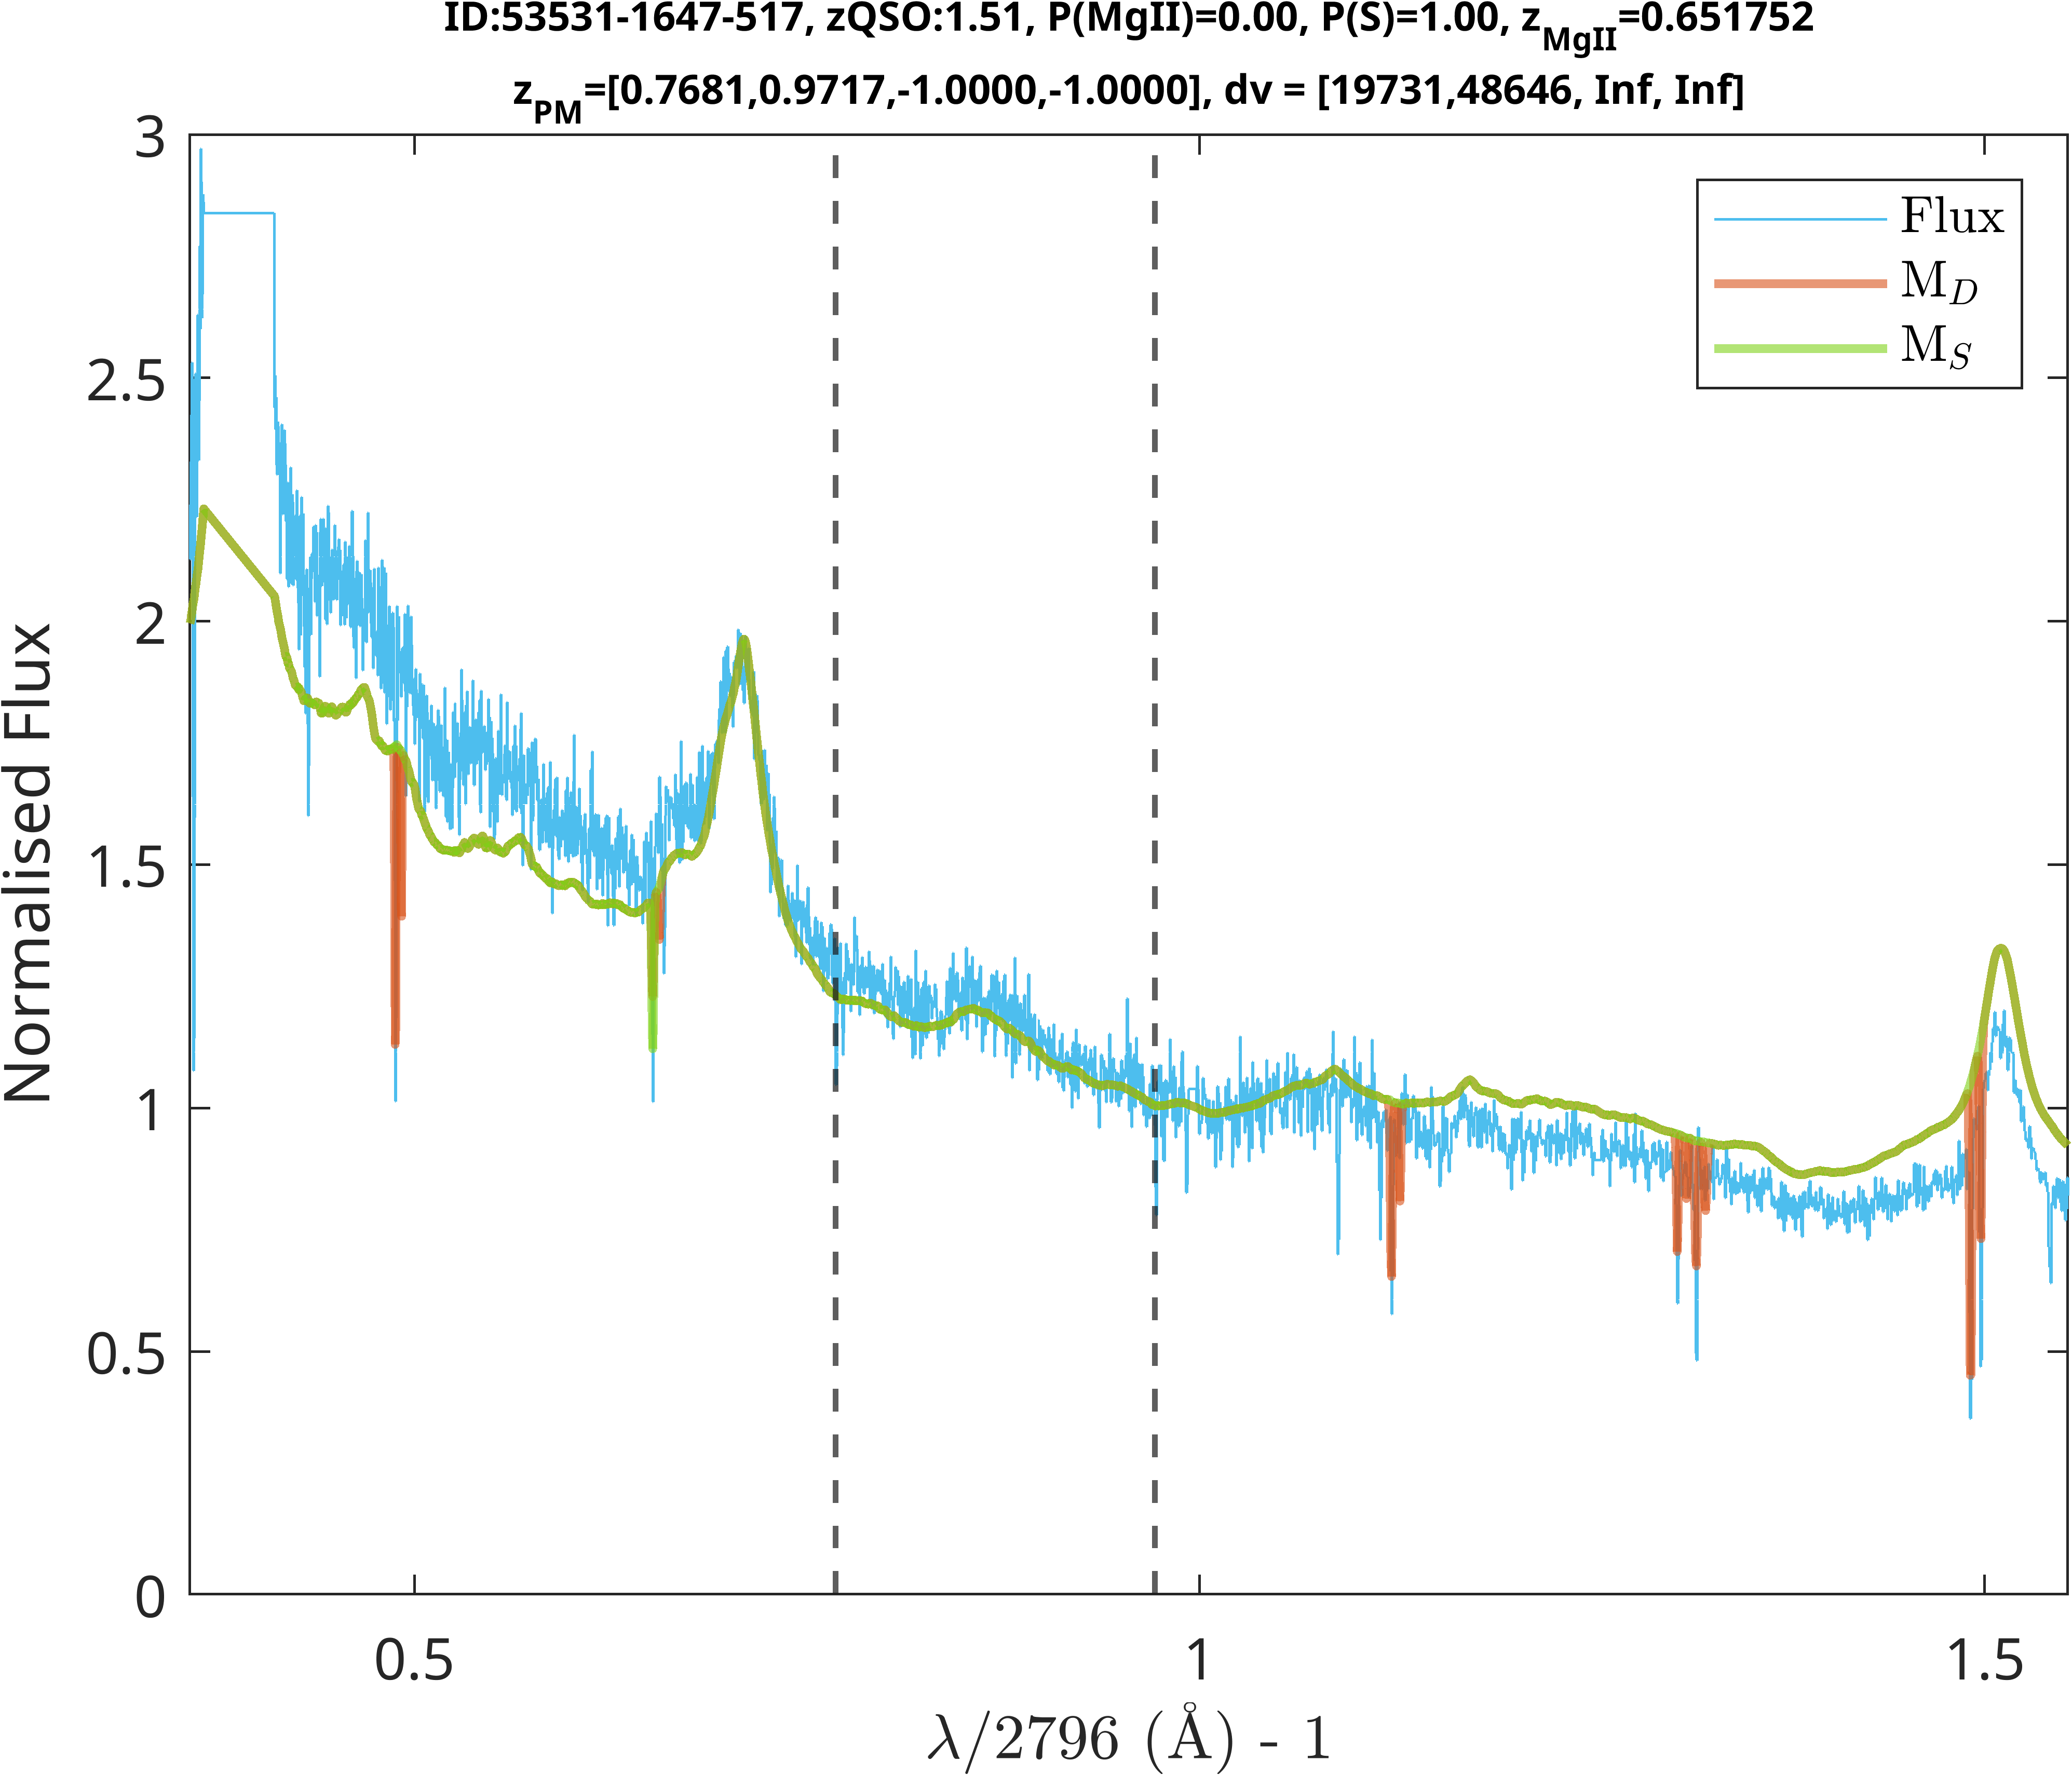 ID:53531-1647-517, zQSO:1.51, P(MgII)=0.00, P(S)=1.00, zMgII=0.651752
zPM=[0.7681,0.9717,-1.0000,-1.0000], dv = [19731,48646, Inf, Inf]
3
2.5
2
1.5
1
0.5
0
Normalised Flux
Flux
MD
MS
0.5
1
1.5
λ/2796 (Å) - 1